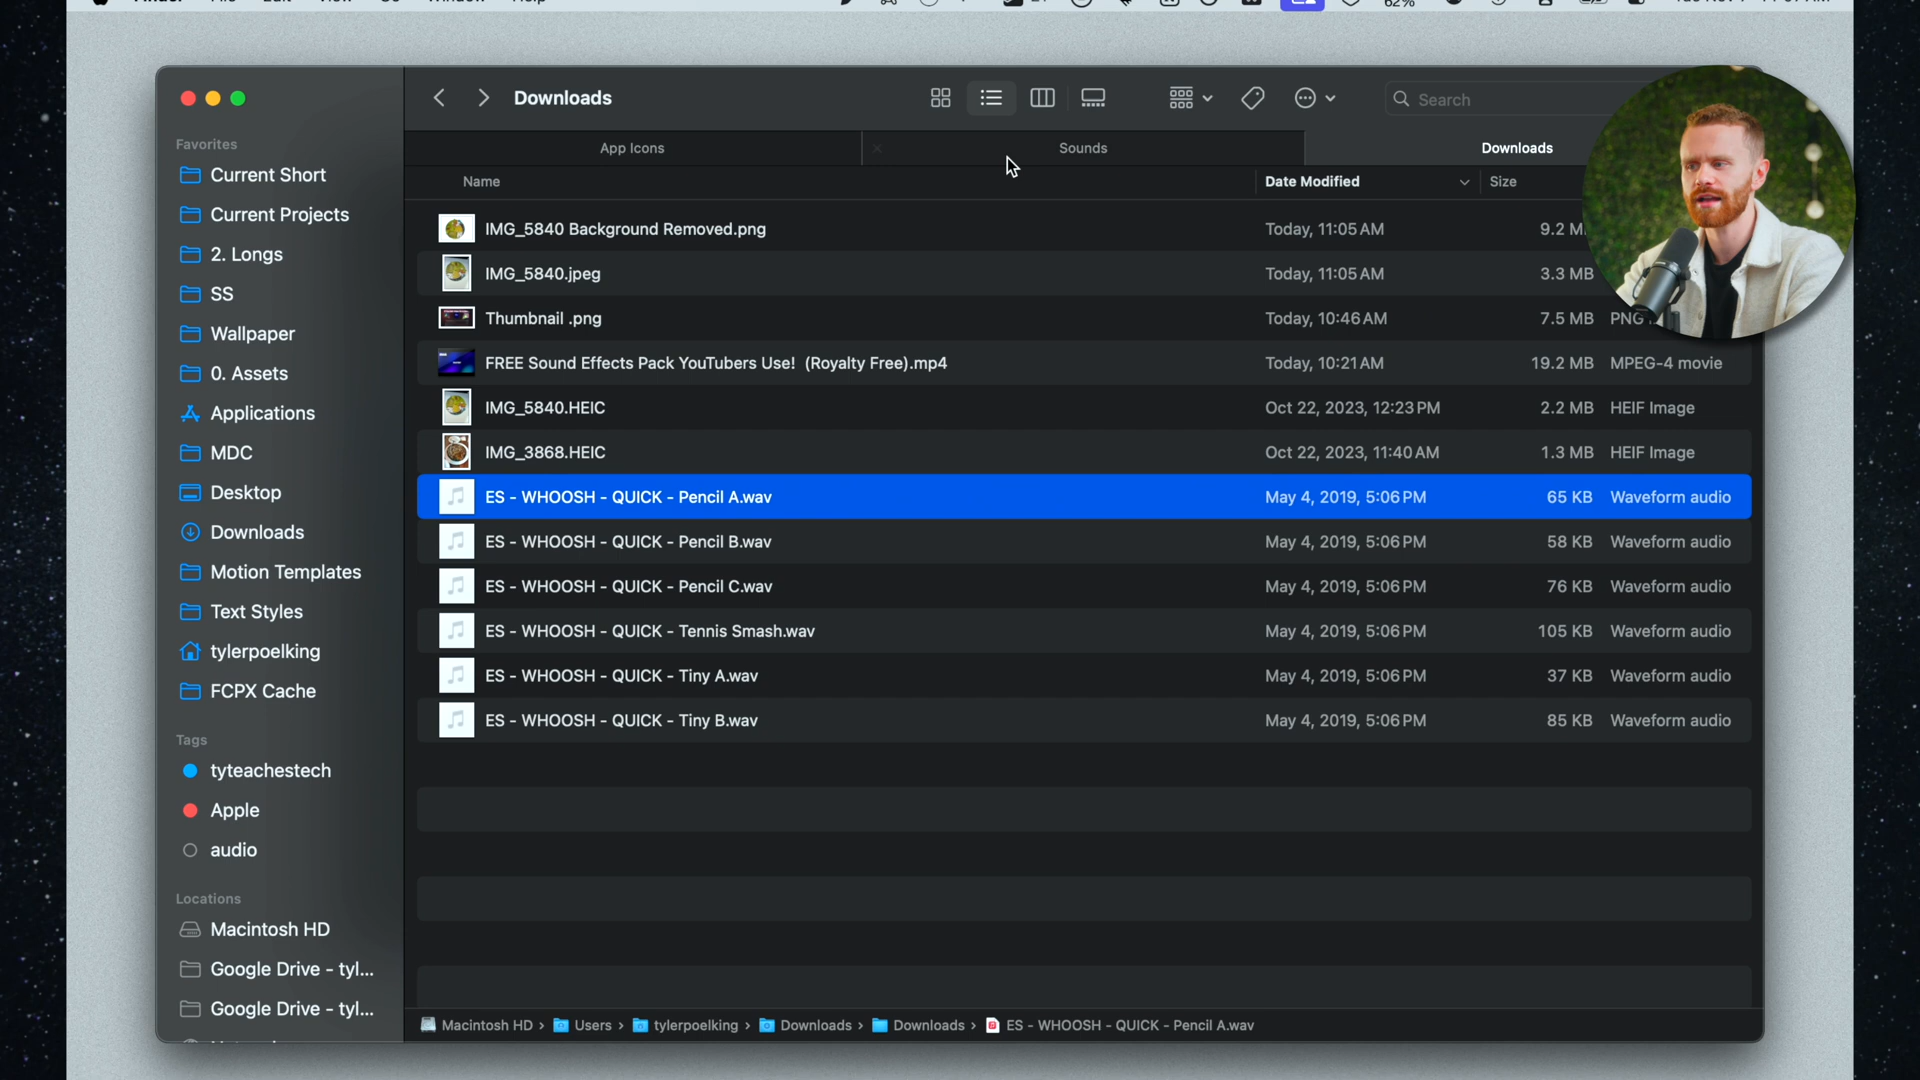 Downloads
Search
App Icons
Sounds
Downloads
Name
Date Modified
Size
IMG_5840 Background Removed.png
Today, 11:05 AM
9.2 M
IMG_5840.jpeg
Today, 11:05 AM
3.3 MB
Thumbnail .png
Today, 10:46 AM
7.5 MB
PNG
FREE Sound Effects Pack YouTubers Use! (Royalty Free).mp4
Today, 10:21 AM
19.2 MB
MPEG-4 movie
IMG_5840.HEIC
Oct 22, 2023, 12:23 PM
2.2 MB
HEIF Image
IMG_3868.HEIC
Oct 22, 2023, 11:40 AM
1.3 MB
HEIF Image
ES - WHOOSH - QUICK - Pencil A.wav
May 4, 2019, 5:06 PM
65 KB
Waveform audio
ES - WHOOSH - QUICK - Pencil B.wav
May 4, 2019, 5:06 PM
58 KB
Waveform audio
ES - WHOOSH - QUICK - Pencil C.wav
May 4, 2019, 5:06 PM
76 KB
Waveform audio
ES - WHOOSH - QUICK - Tennis Smash.wav
May 4, 2019, 5:06 PM
105 KB
Waveform audio
ES - WHOOSH - QUICK - Tiny A.wav
May 4, 2019, 5:06 PM
37 KB
Waveform audio
ES - WHOOSH - QUICK - Tiny B.wav
May 4, 2019, 5:06 PM
85 KB
Waveform audio
Favorites
Current Short
Current Projects
2. Longs
SS
Wallpaper
0. Assets
Applications
MDC
Desktop
Downloads
Motion Templates
Text Styles
tylerpoelking
FCPX Cache
Tags
tyteachestech
Apple
audio
Locations
Macintosh HD
Google Drive - tyl...
Google Drive - tyl...
Macintosh HD › Users › tylerpoelking › Downloads › Downloads › ES - WHOOSH - QUICK - Pencil A.wav